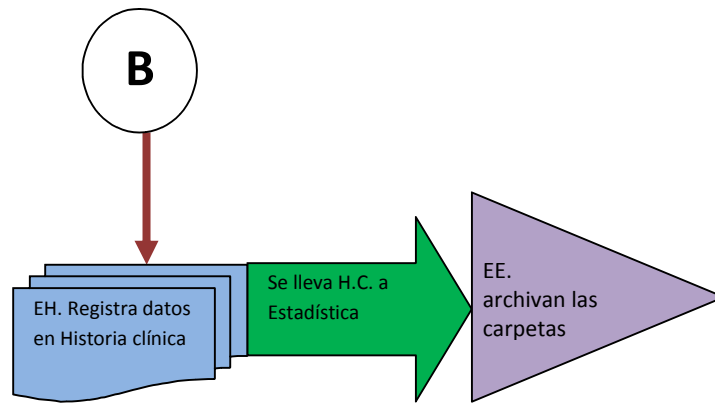 B
EH. Registra datos
en Historia clínica
Se lleva H.C. a
Estadística
EE.
archivan las
carpetas